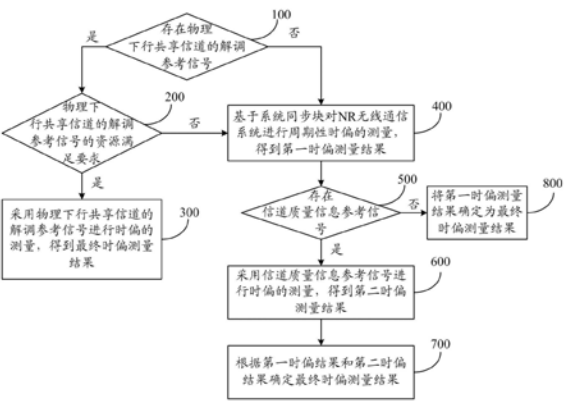 100
存在物理
下行共享信道的解调
参考信号
是
否
200
物理下
行共享信道的解调
参考信号的资源满
足要求
否
是
400
基于系统同步块对NR无线通信
系统进行周期性时偏的测量，
得到第一时偏测量结果
300
采用物理下行共享信道的
解调参考信号进行时偏的
测量，得到最终时偏测量
结果
500
存在
信道质量信息参考信
号
否
是
800
将第一时偏测量
结果确定为最终
时偏测量结果
600
采用信道质量信息参考信号进
行时偏的测量，得到第二时偏
测量结果
700
根据第一时偏结果和第二时偏
结果确定最终时偏测量结果